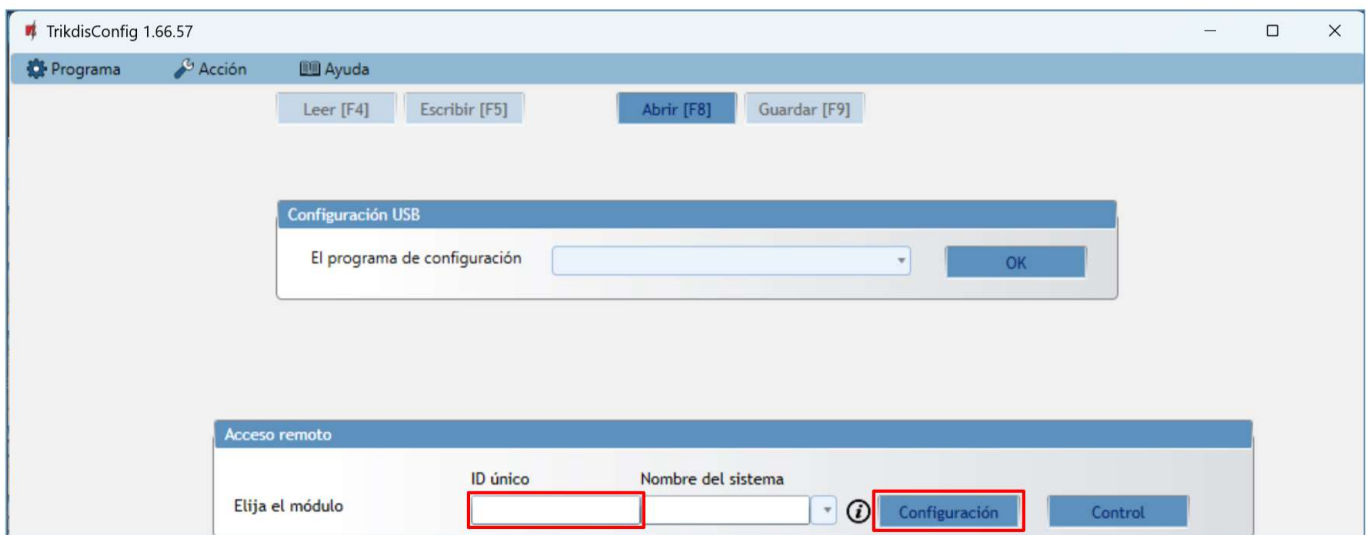 TrikdisConfig 1.66.57
Programa Acción Ayuda
Leer [F4] Escribir [F5] Abrir [F8] Guardar [F9]
Configuración USB
El programa de configuración OK
Acceso remoto
ID único Nombre del sistema
Elija el módulo i Configuración Control